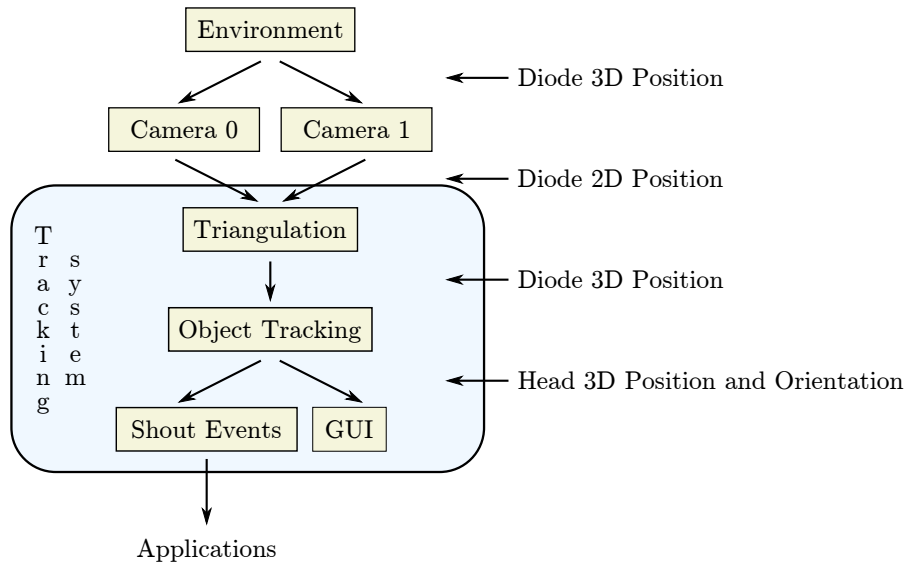 Environment
Diode 3D Position
Camera 0
Camera 1
Diode 2D Position
Tracking
system
Triangulation
Diode 3D Position
Object Tracking
Head 3D Position and Orientation
Shout Events
GUI
Applications